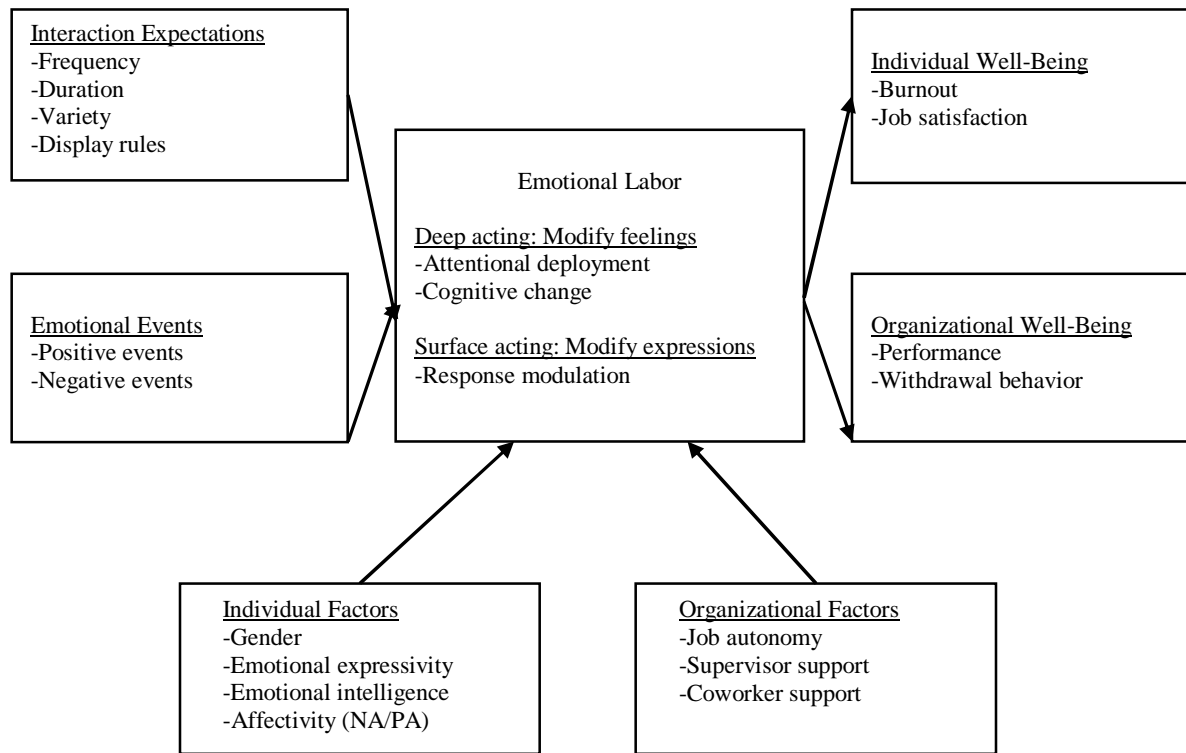 Interaction Expectations
-Frequency
-Duration
-Variety
-Display rules
Emotional Events
-Positive events
-Negative events
Emotional Labor
Deep acting: Modify feelings
-Attentional deployment
-Cognitive change
Surface acting: Modify expressions
-Response modulation
Individual Well-Being
-Burnout
-Job satisfaction
Organizational Well-Being
-Performance
-Withdrawal behavior
Individual Factors
-Gender
-Emotional expressivity
-Emotional intelligence
-Affectivity (NA/PA)
Organizational Factors
-Job autonomy
-Supervisor support
-Coworker support